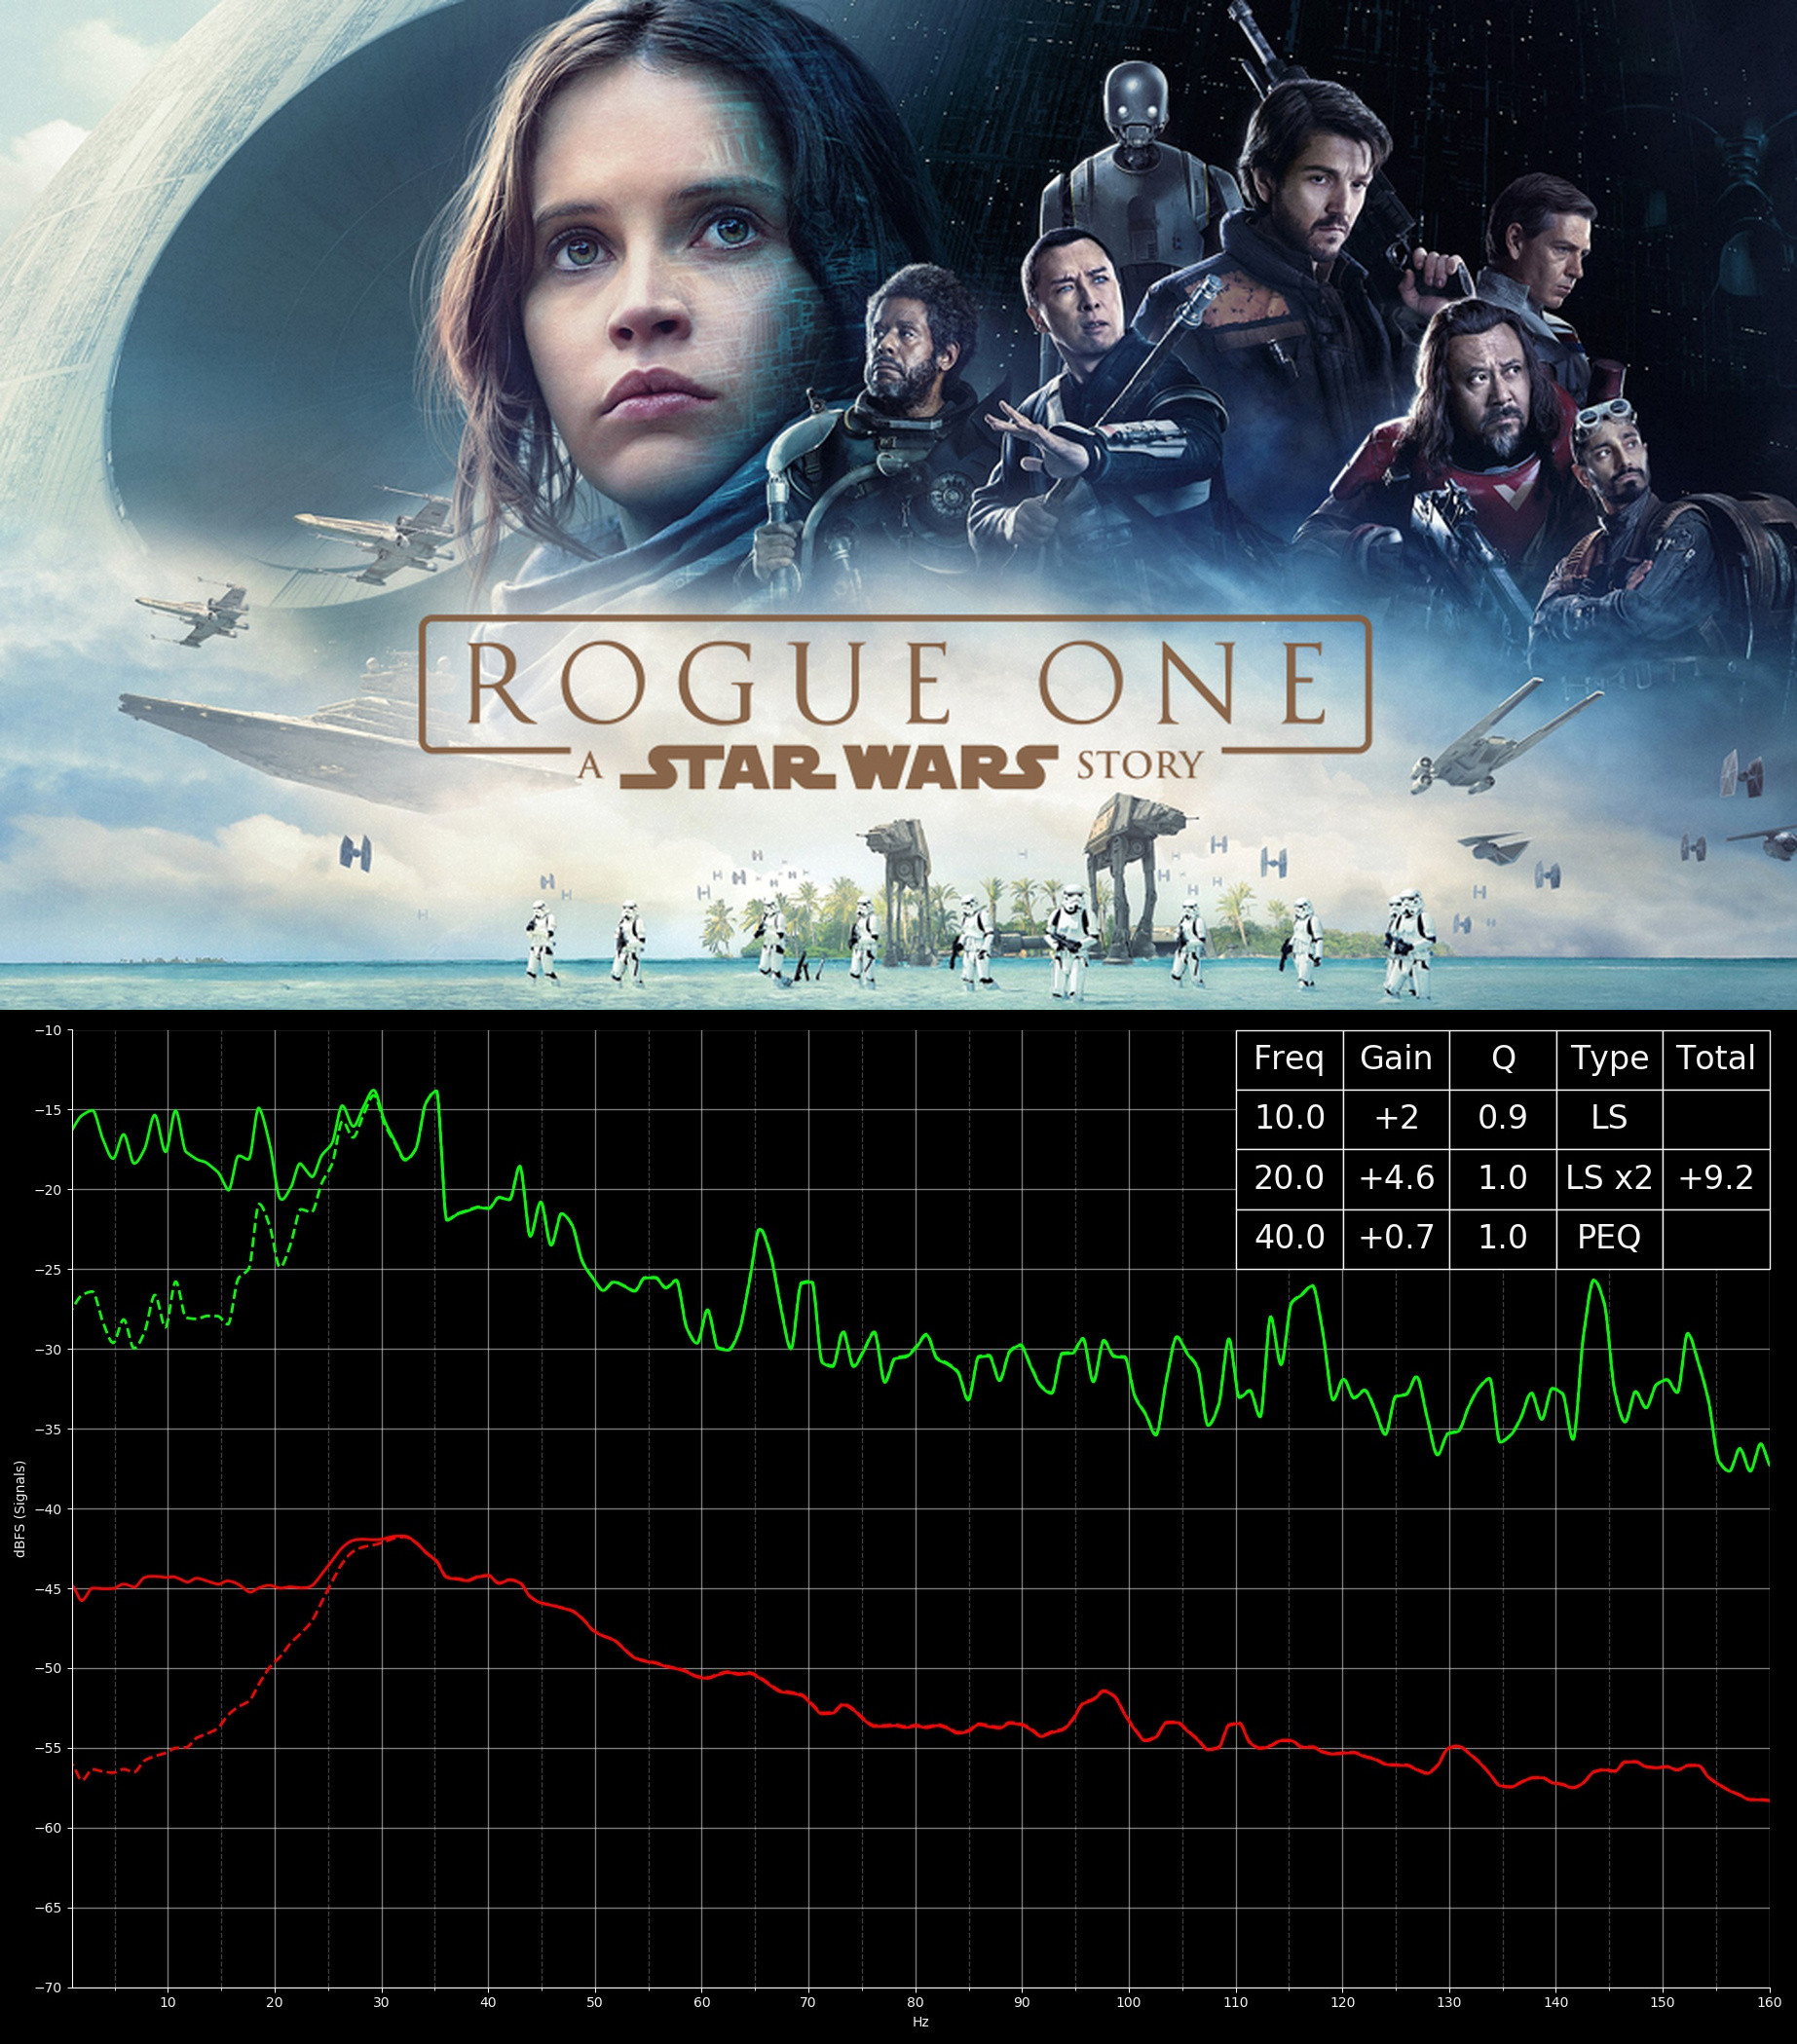 ROGUE ONE
A STAR WARS STORY
Freq Gain Q Type Total
10.0 +2 0.9 LS
20.0 +4.6 1.0 LS x2 +9.2
40.0 +0.7 1.0 PEQ
−10
−15
−20
−25
−30
−35
−40
−45
−50
−55
−60
−65
−70
dBFS (Signals)
10 20 30 40 50 60 70 80 90 100 110 120 130 140 150 160
Hz